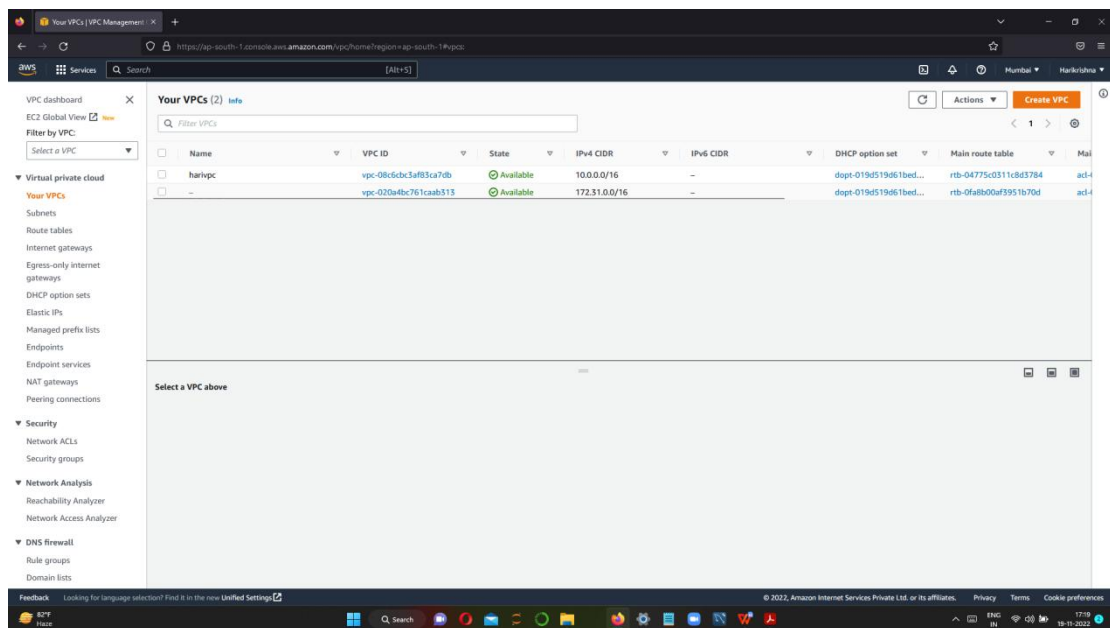 Your VPCs | VPC Management
https://ap-south-1.console.aws.amazon.com/vpc/home?region=ap-south-1#vpcs:
aws Services Search [Alt+S] Mumbai Harikrishna
VPC dashboard
EC2 Global View New
Filter by VPC:
Select a VPC
Virtual private cloud
Your VPCs
Subnets
Route tables
Internet gateways
Egress-only internet
gateways
DHCP option sets
Elastic IPs
Managed prefix lists
Endpoints
Endpoint services
NAT gateways
Peering connections
Security
Network ACLs
Security groups
Network Analysis
Reachability Analyzer
Network Access Analyzer
DNS firewall
Rule groups
Domain lists
Your VPCs (2) Info Actions Create VPC
Filter VPCs 1
Name VPC ID State IPv4 CIDR IPv6 CIDR DHCP option set Main route table Mai
harivpc vpc-08c6cbc3af83ca7db Available 10.0.0.0/16 – dopt-019d519d61bed... rtb-04775c0311c8d3784
– vpc-020a4bc761caab313 Available 172.31.0.0/16 – dopt-019d519d61bed... rtb-0fa8b00af3951b70d
Select a VPC above
Feedback Looking for language selection? Find it in the new Unified Settings © 2022, Amazon Internet Services Private Ltd. or its affiliates. Privacy Terms Cookie preferences
82°F
Haze
Search
ENG
IN
17:19
19-11-2022